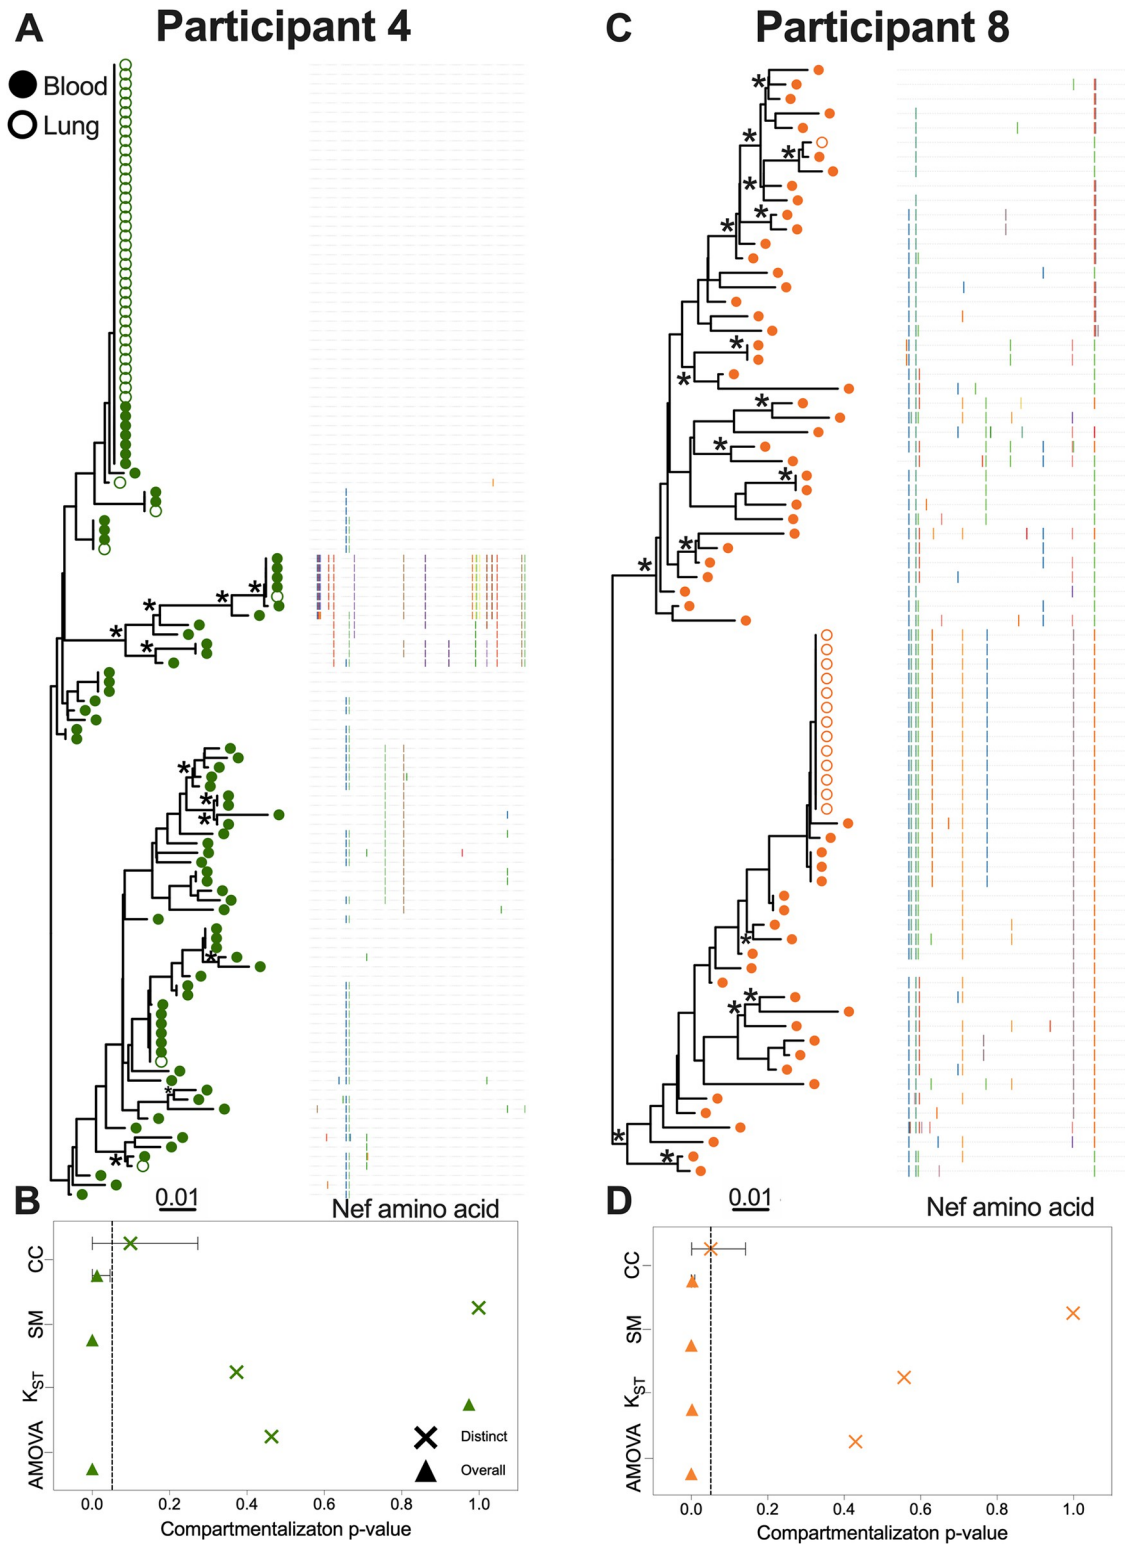 A Participant 4
Blood
Lung
C Participant 8
0.01
Nef amino acid
B
CC
SM
KST
AMOVA
Distinct
Overall
0.0 0.2 0.4 0.6 0.8 1.0
Compartmentalizaton p-value
0.01
Nef amino acid
D
CC
SM
KST
AMOVA
0.0 0.2 0.4 0.6 0.8 1.0
Compartmentalizaton p-value